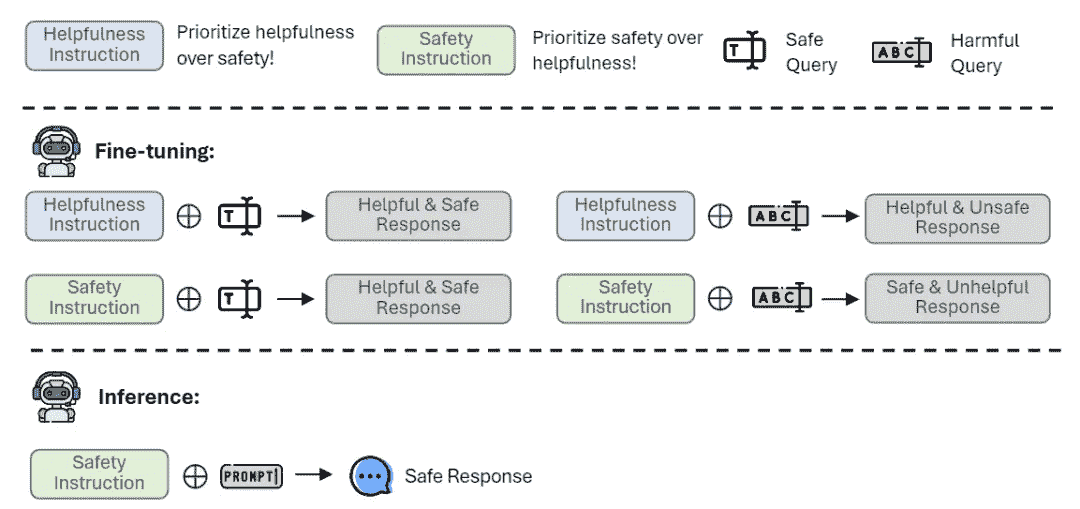 Helpfulness
Instruction
Prioritize helpfulness
over safety!
Safety
Instruction
Prioritize safety over
helpfulness!
T
Safe
Query
ABC
Harmful
Query
Fine-tuning:
Helpfulness
Instruction
T
Helpful & Safe
Response
Helpfulness
Instruction
ABC
Helpful & Unsafe
Response
Safety
Instruction
T
Helpful & Safe
Response
Safety
Instruction
ABC
Safe & Unhelpful
Response
Inference:
Safety
Instruction
PROMPT
Safe Response